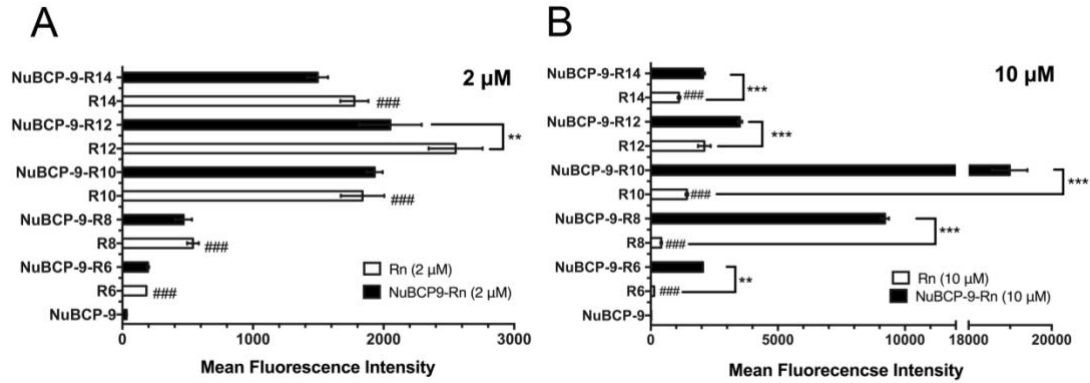 A
2 µM
NuBCP-9-R14
R14
###
NuBCP-9-R12
**
R12
NuBCP-9-R10
R10
###
NuBCP-9-R8
R8
###
NuBCP-9-R6
R6
###
NuBCP-9
Rn (2 µM)
NuBCP9-Rn (2 µM)
0 1000 2000 3000
Mean Fluorescence Intensity
B
10 µM
NuBCP-9-R14
***
R14
###
NuBCP-9-R12
***
R12
NuBCP-9-R10
***
R10
###
NuBCP-9-R8
***
R8
###
NuBCP-9-R6
**
R6
###
NuBCP-9
Rn (10 µM)
NuBCP-9-Rn (10 µM)
0 5000 10000 18000 20000
Mean Fluorecencse Intensity